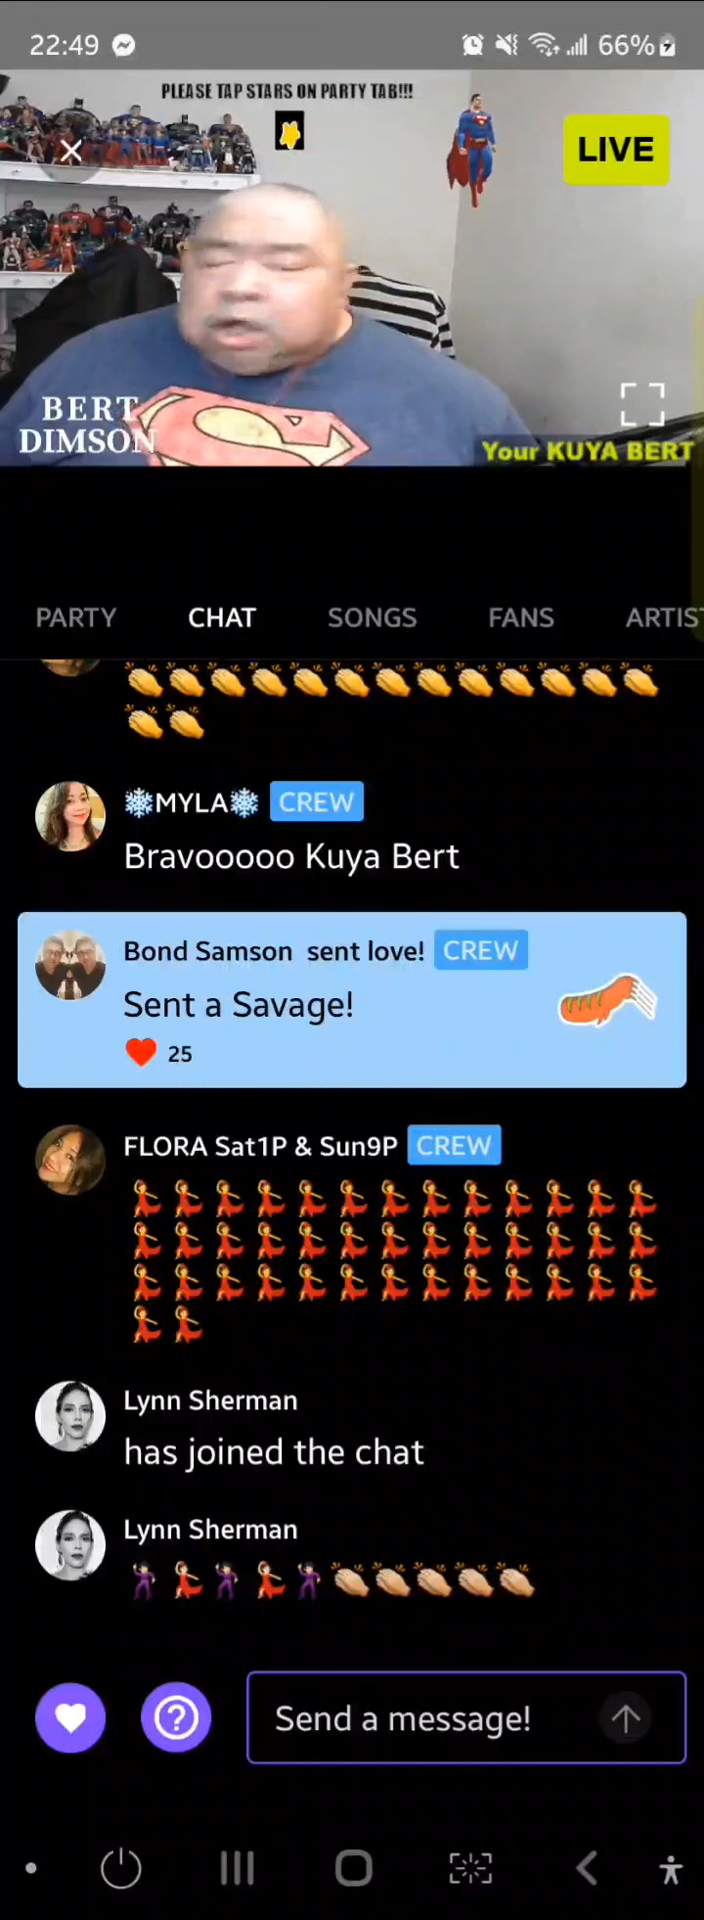 22:49
66%
PLEASE TAP STARS ON PARTY TAB!!!
LIVE
BERT
DIMSON
Your KUYA BERT
PARTY CHAT SONGS FANS ARTIS
❄MYLA❄ CREW
Bravooooo Kuya Bert
Bond Samson sent love! CREW
Sent a Savage!
25
FLORA Sat1P & Sun9P CREW
Lynn Sherman
has joined the chat
Lynn Sherman
Send a message!